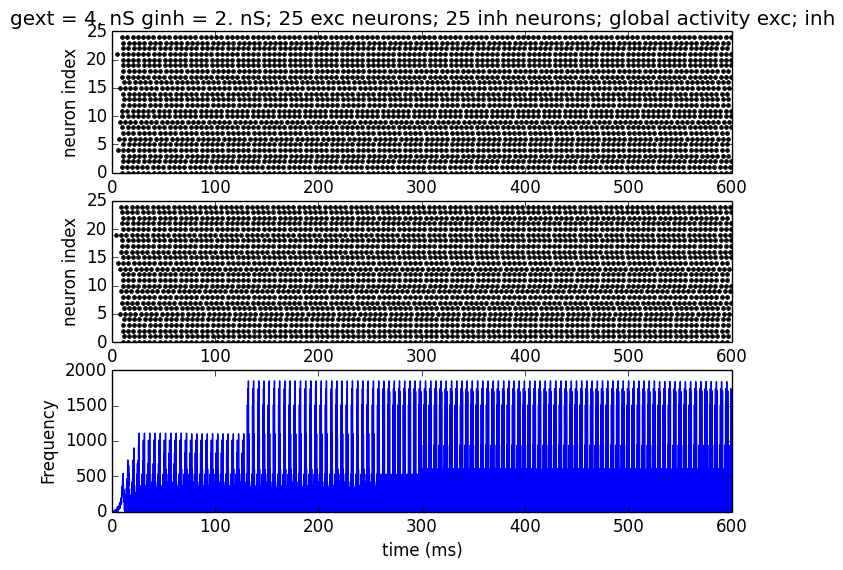 gext = 4. nS ginh = 2. nS; 25 exc neurons; 25 inh neurons; global activity exc; inh
25
20
15
10
5
0
neuron index
0 100 200 300 400 500 600
25
20
15
10
5
0
neuron index
0 100 200 300 400 500 600
2000
1500
1000
500
0
Frequency
0 100 200 300 400 500 600
time (ms)